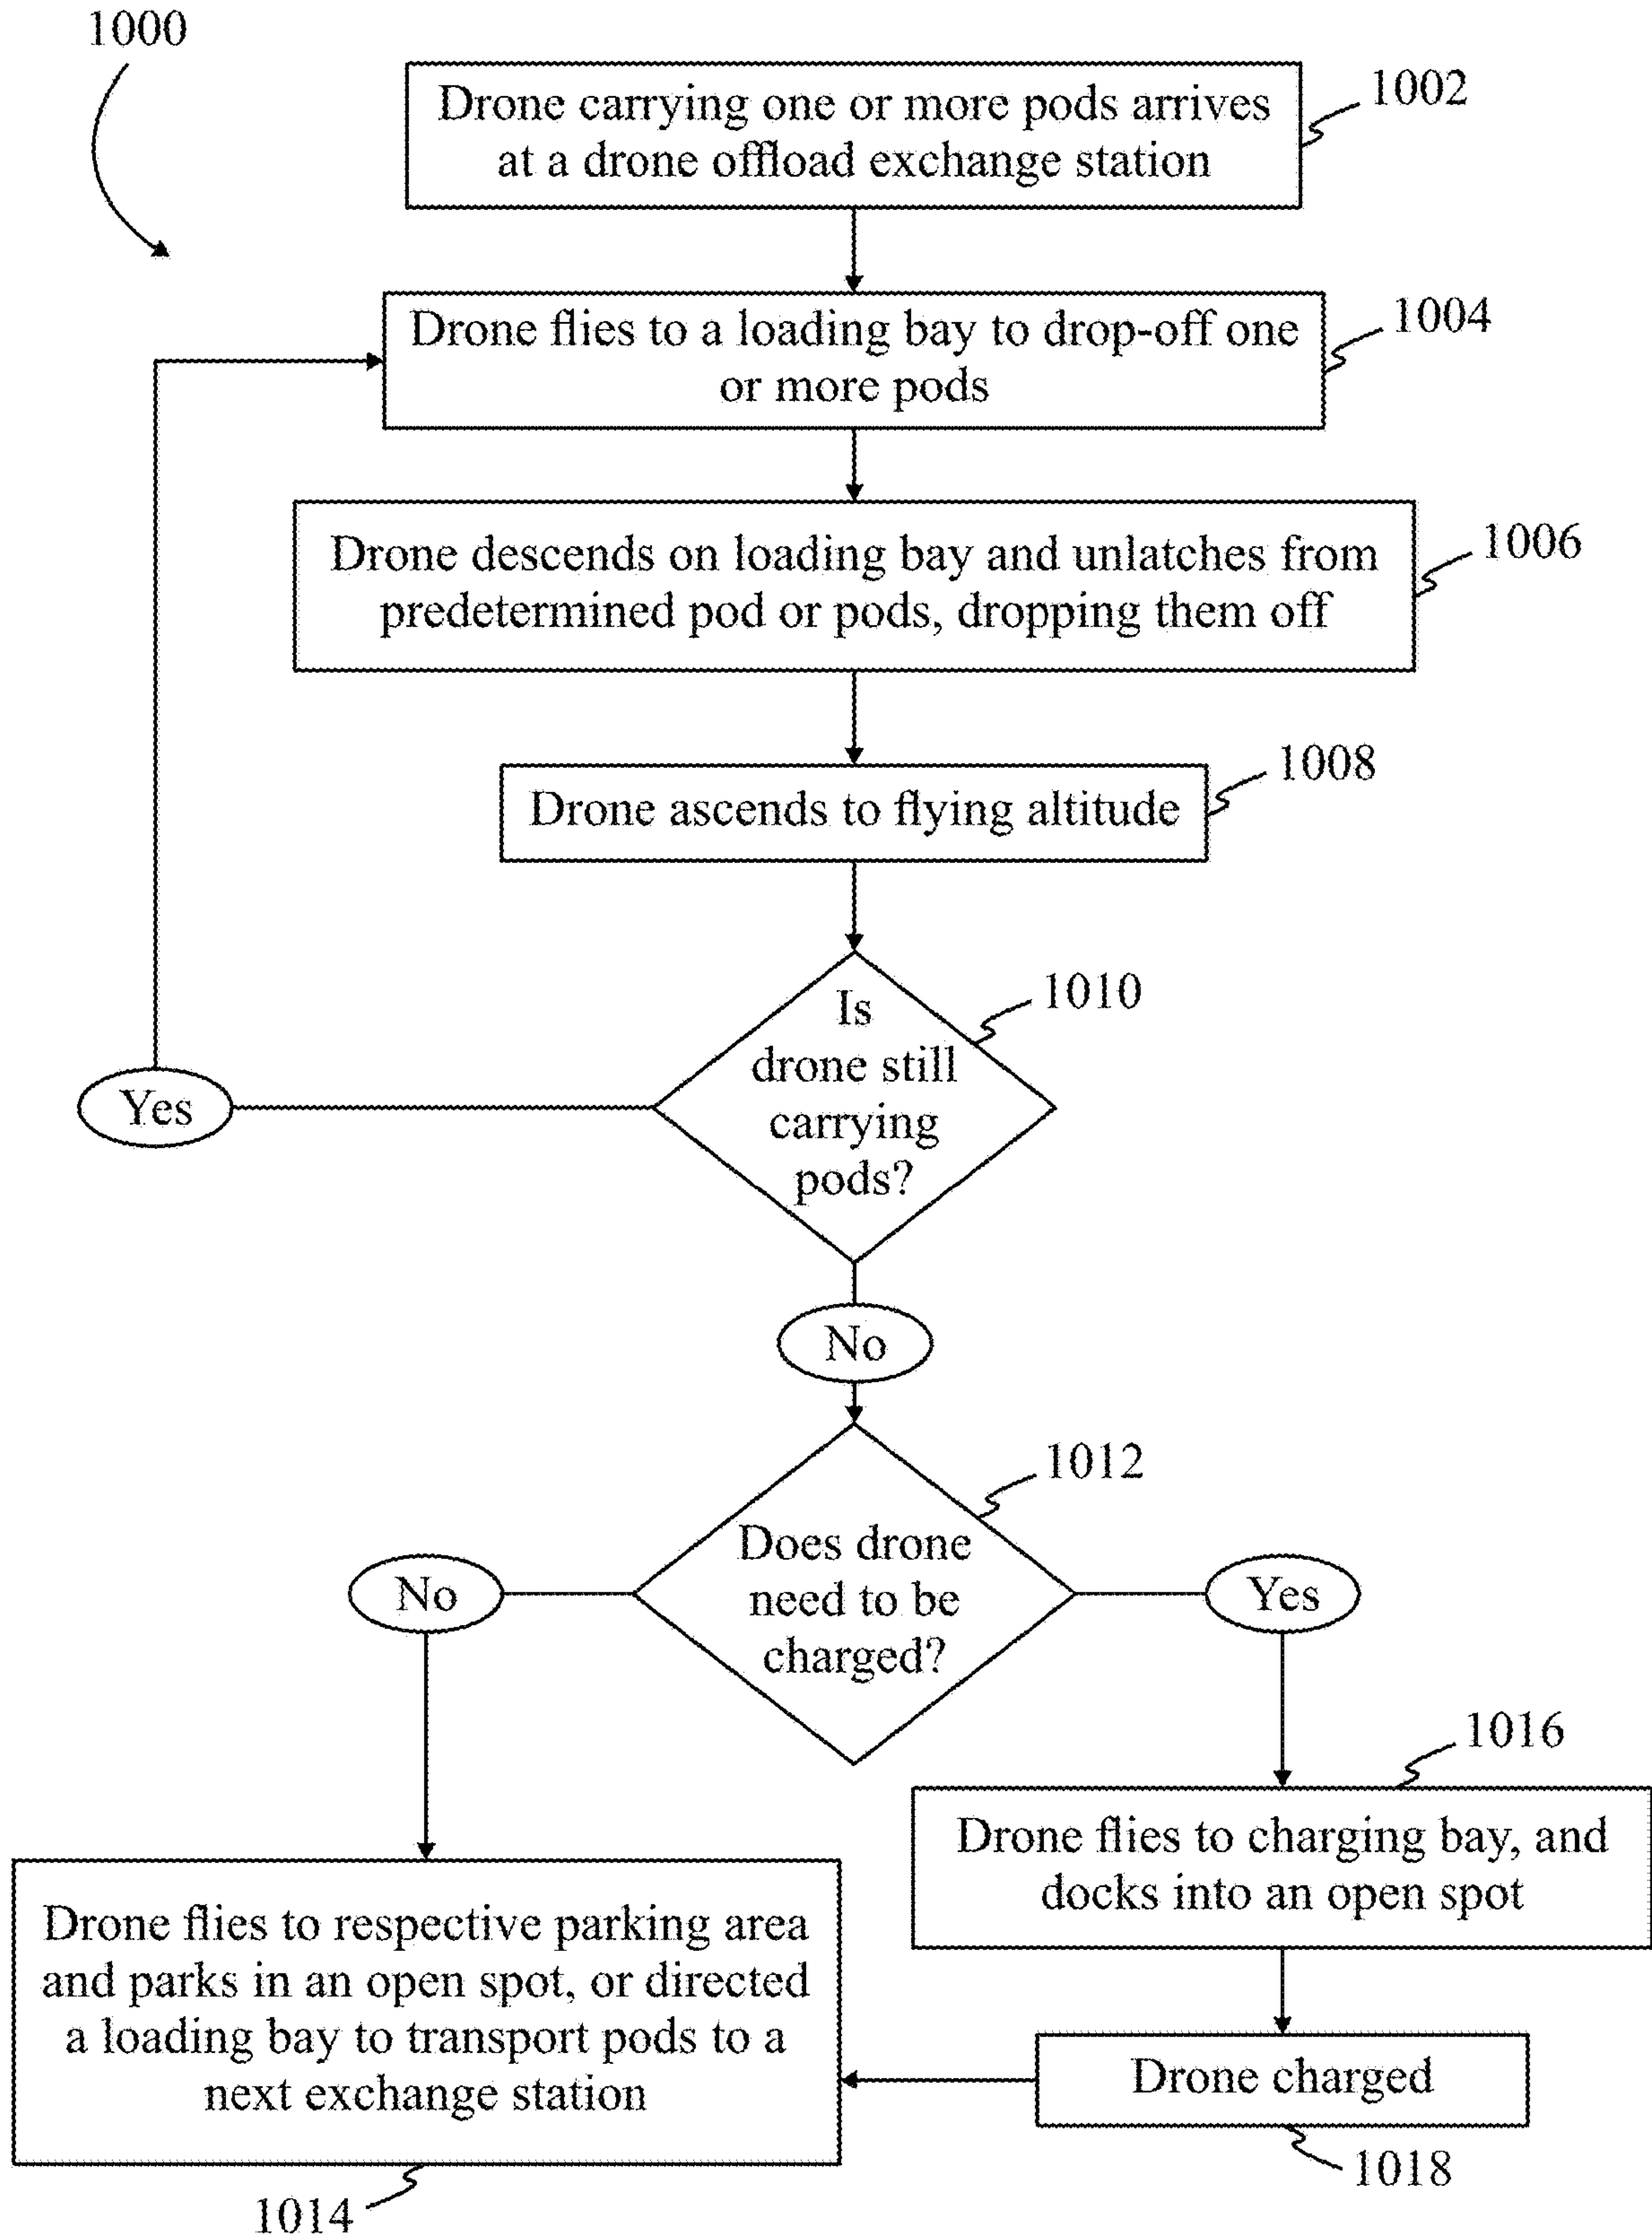 1000
Drone carrying one or more pods arrives
at a drone offload exchange station
1002
Drone flies to a loading bay to drop-off one
or more pods
1004
Drone descends on loading bay and unlatches from
predetermined pod or pods, dropping them off
1006
Drone ascends to flying altitude
1008
Is
drone still
carrying
pods?
1010
Yes
No
Does drone
need to be
charged?
1012
No
Yes
Drone flies to charging bay, and
docks into an open spot
1016
Drone flies to respective parking area
and parks in an open spot, or directed
a loading bay to transport pods to a
next exchange station
1014
Drone charged
1018